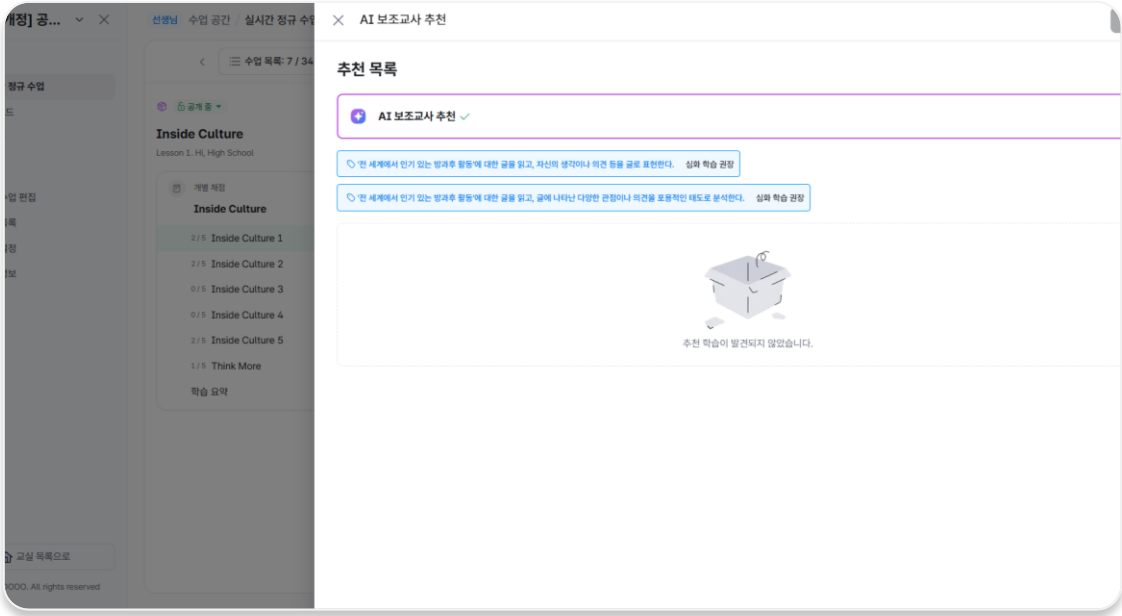 개정] 공...
선생님 수업 공간 / 실시간 정규 수업
AI 보조교사 추천
추천 목록
수업 목록: 7 / 34
정규 수업
드
공개 중
AI 보조교사 추천
Inside Culture
Lesson 1. Hi, High School
'전 세계에서 인기 있는 방과후 활동'에 대한 글을 읽고, 자신의 생각이나 의견 등을 글로 표현한다. 심화 학습 권장
개별 채점
Inside Culture
'전 세계에서 인기 있는 방과후 활동'에 대한 글을 읽고, 글에 나타난 다양한 관점이나 의견을 포용적인 태도로 분석한다. 심화 학습 권장
수업 편집
2 / 5 Inside Culture 1
2 / 5 Inside Culture 2
0 / 5 Inside Culture 3
0 / 5 Inside Culture 4
2 / 5 Inside Culture 5
1 / 5 Think More
학습 요약
추천 학습이 발견되지 않았습니다.
교실 목록으로
OOOO. All rights reserved